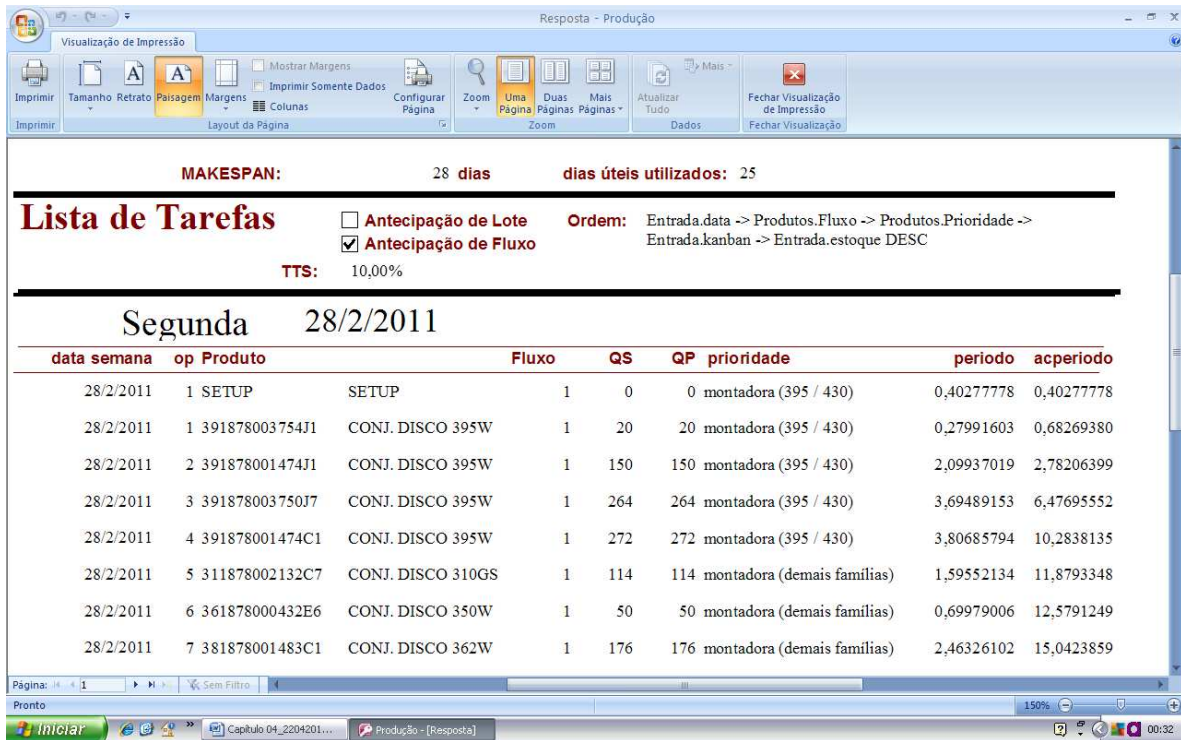 Resposta - Produção
Visualização de Impressão
Imprimir
Tamanho Retrato Paisagem Margens
Mostrar Margens
Imprimir Somente Dados
Colunas
Configurar Página
Zoom
Uma Página
Duas Páginas
Mais Páginas
Atualizar Tudo
Mais
Fechar Visualização de Impressão
Imprimir Layout da Página Zoom Dados Fechar Visualização
MAKESPAN: 28 dias dias úteis utilizados: 25
Lista de Tarefas
Antecipação de Lote
Antecipação de Fluxo
Ordem: Entrada.data -> Produtos.Fluxo -> Produtos.Prioridade ->
Entrada.kanban -> Entrada.estoque DESC
TTS: 10,00%
Segunda 28/2/2011
data semana op Produto Fluxo QS QP prioridade periodo acperiodo
28/2/2011 1 SETUP SETUP 1 0 0 montadora (395 / 430) 0,40277778 0,40277778
28/2/2011 1 391878003754J1 CONJ. DISCO 395W 1 20 20 montadora (395 / 430) 0,27991603 0,68269380
28/2/2011 2 391878001474J1 CONJ. DISCO 395W 1 150 150 montadora (395 / 430) 2,09937019 2,78206399
28/2/2011 3 391878003750J7 CONJ. DISCO 395W 1 264 264 montadora (395 / 430) 3,69489153 6,47695552
28/2/2011 4 391878001474C1 CONJ. DISCO 395W 1 272 272 montadora (395 / 430) 3,80685794 10,2838135
28/2/2011 5 311878002132C7 CONJ. DISCO 310GS 1 114 114 montadora (demais famílias) 1,59552134 11,8793348
28/2/2011 6 361878000432E6 CONJ. DISCO 350W 1 50 50 montadora (demais famílias) 0,69979006 12,5791249
28/2/2011 7 381878001483C1 CONJ. DISCO 362W 1 176 176 montadora (demais famílias) 2,46326102 15,0423859
Página: 1 Sem Filtro
Pronto 150%
Iniciar Capítulo 04_2204201... Produção - [Resposta] 00:32